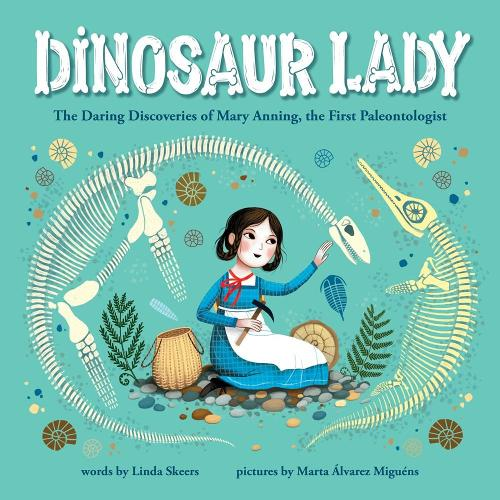 DINOSAUR LADY
The Daring Discoveries of Mary Anning, the First Paleontologist
words by Linda Skeers pictures by Marta Álvarez Miguéns